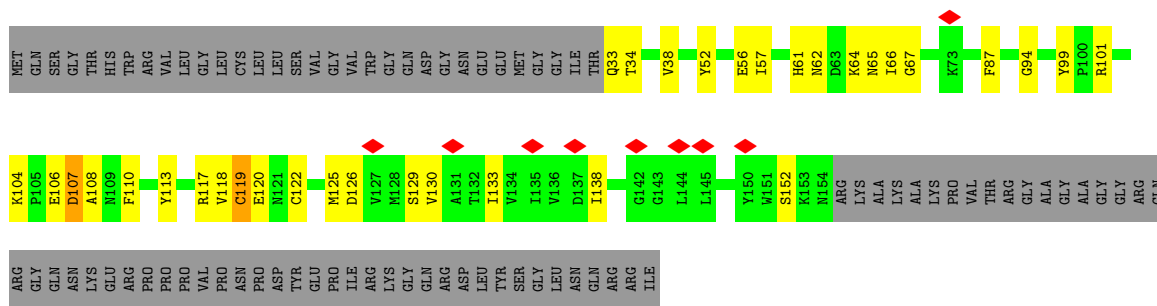 MET GLN SER GLY THR HIS TRP ARG VAL LEU GLY LEU CYS LEU LEU SER VAL GLY VAL TRP GLY GLN ASP GLY ASN GLU GLU MET GLY GLY ILE THR Q33 T34 V38 Y52 E56 I57 H61 N62 D63 K64 N65 I66 G67 K73 F87 G94 Y99 P100 R101
K104 P105 E106 D107 A108 N109 F110 Y113 R117 V118 C119 E120 N121 C122 M125 D126 V127 M128 S129 V130 A131 T132 I133 V134 I135 V136 D137 I138 G142 G143 L144 L145 Y150 W151 S152 K153 N154 ARG LYS ALA LYS ALA LYS PRO VAL THR ARG GLY ALA GLY ALA GLY GLY ARG GLN
ARG GLY GLN ASN LYS GLU ARG PRO PRO PRO VAL PRO ASN PRO ASP TYR GLU PRO ILE ARG LYS GLY GLN ARG ASP LEU TYR SER GLY LEU ASN GLN ARG ARG ILE